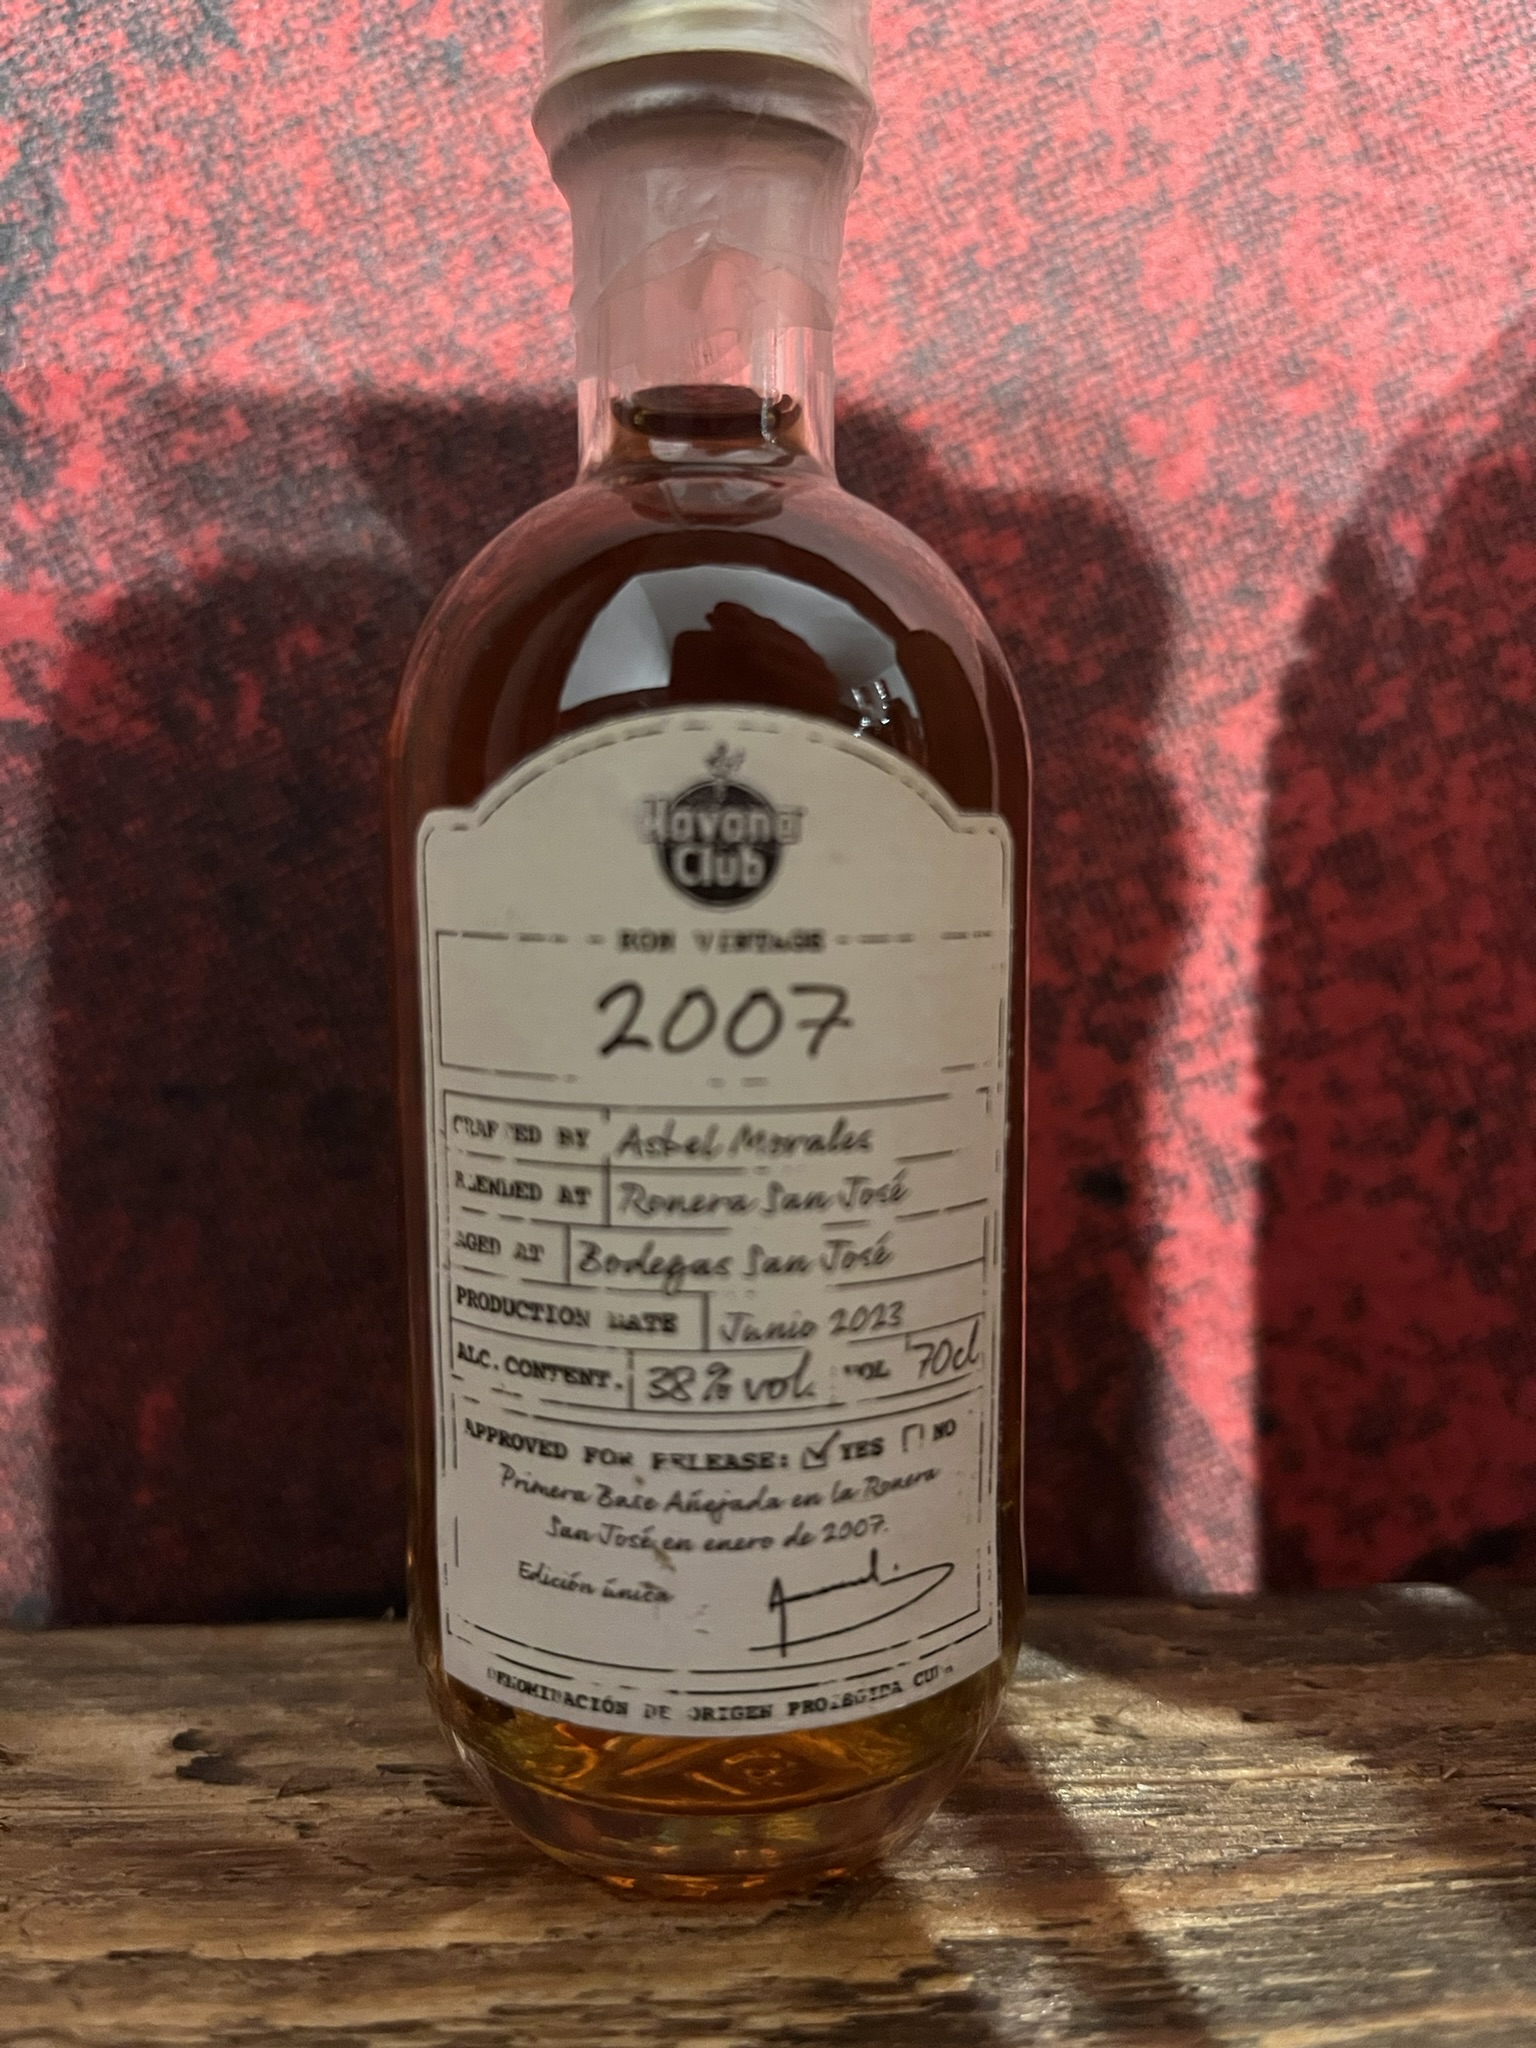 Havana
Club
RON VINTAGE
2007
CRAFTED BY Asbel Morales
BLENDED AT Ronera San José
AGED AT Bodegas San José
PRODUCTION DATE Junio 2023
ALC. CONTENT. 38% vol. VOL 70cl
APPROVED FOR RELEASE: YES NO
Primera Base Añejada en la Ronera
San José en enero de 2007.
Edición única
DENOMINACIÓN DE ORIGEN PROTEGIDA CUBA